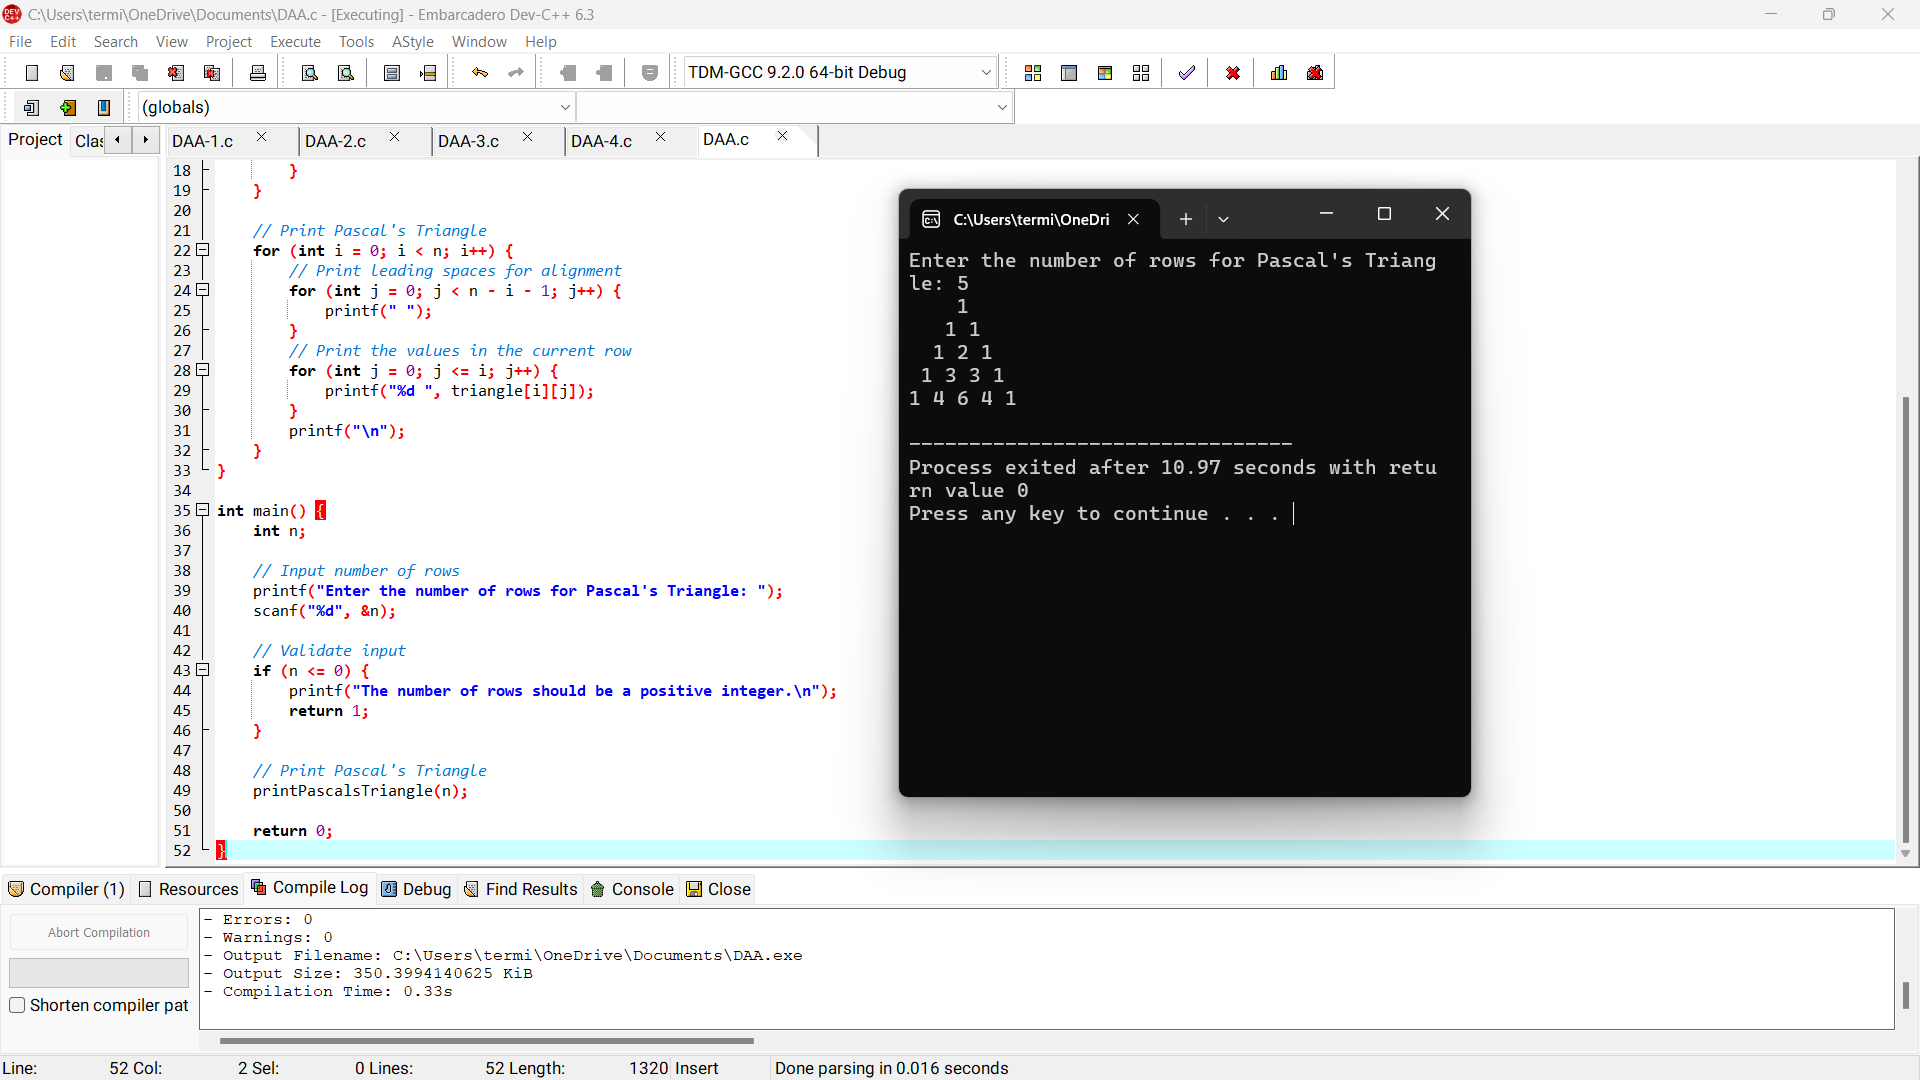 C:\Users\termi\OneDrive\Documents\DAA.c - [Executing] - Embarcadero Dev-C++ 6.3
File Edit Search View Project Execute Tools AStyle Window Help
TDM-GCC 9.2.0 64-bit Debug
(globals)
Project Clas DAA-1.c DAA-2.c DAA-3.c DAA-4.c DAA.c
18 }
19 }
20
21 // Print Pascal's Triangle
22 for (int i = 0; i < n; i++) {
23 // Print leading spaces for alignment
24 for (int j = 0; j < n - i - 1; j++) {
25 printf(" ");
26 }
27 // Print the values in the current row
28 for (int j = 0; j <= i; j++) {
29 printf("%d ", triangle[i][j]);
30 }
31 printf("\n");
32 }
33 }
34
35 int main() {
36 int n;
37
38 // Input number of rows
39 printf("Enter the number of rows for Pascal's Triangle: ");
40 scanf("%d", &n);
41
42 // Validate input
43 if (n <= 0) {
44 printf("The number of rows should be a positive integer.\n");
45 return 1;
46 }
47
48 // Print Pascal's Triangle
49 printPascalsTriangle(n);
50
51 return 0;
52 }
C:\Users\termi\OneDri
Enter the number of rows for Pascal's Triang
le: 5
1
1 1
1 2 1
1 3 3 1
1 4 6 4 1
--------------------------------
Process exited after 10.97 seconds with retu
rn value 0
Press any key to continue . . .
Compiler (1) Resources Compile Log Debug Find Results Console Close
Abort Compilation
Shorten compiler pat
- Errors: 0
- Warnings: 0
- Output Filename: C:\Users\termi\OneDrive\Documents\DAA.exe
- Output Size: 350.3994140625 KiB
- Compilation Time: 0.33s
Line: 52 Col: 2 Sel: 0 Lines: 52 Length: 1320 Insert Done parsing in 0.016 seconds